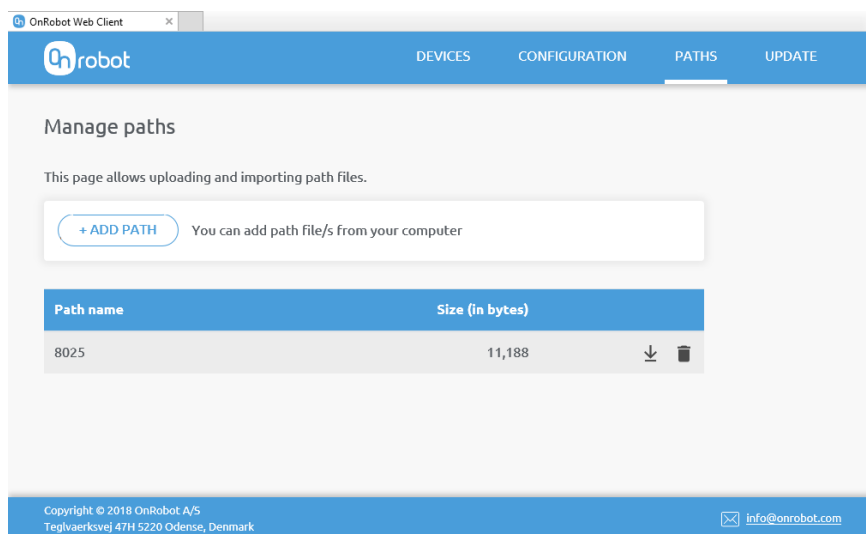 OnRobot Web Client
On robot DEVICES CONFIGURATION PATHS UPDATE
Manage paths
This page allows uploading and importing path files.
+ ADD PATH You can add path file/s from your computer
Path name Size (in bytes)
8025 11,188
Copyright © 2018 OnRobot A/S
Teglvaerksvej 47H 5220 Odense, Denmark
info@onrobot.com